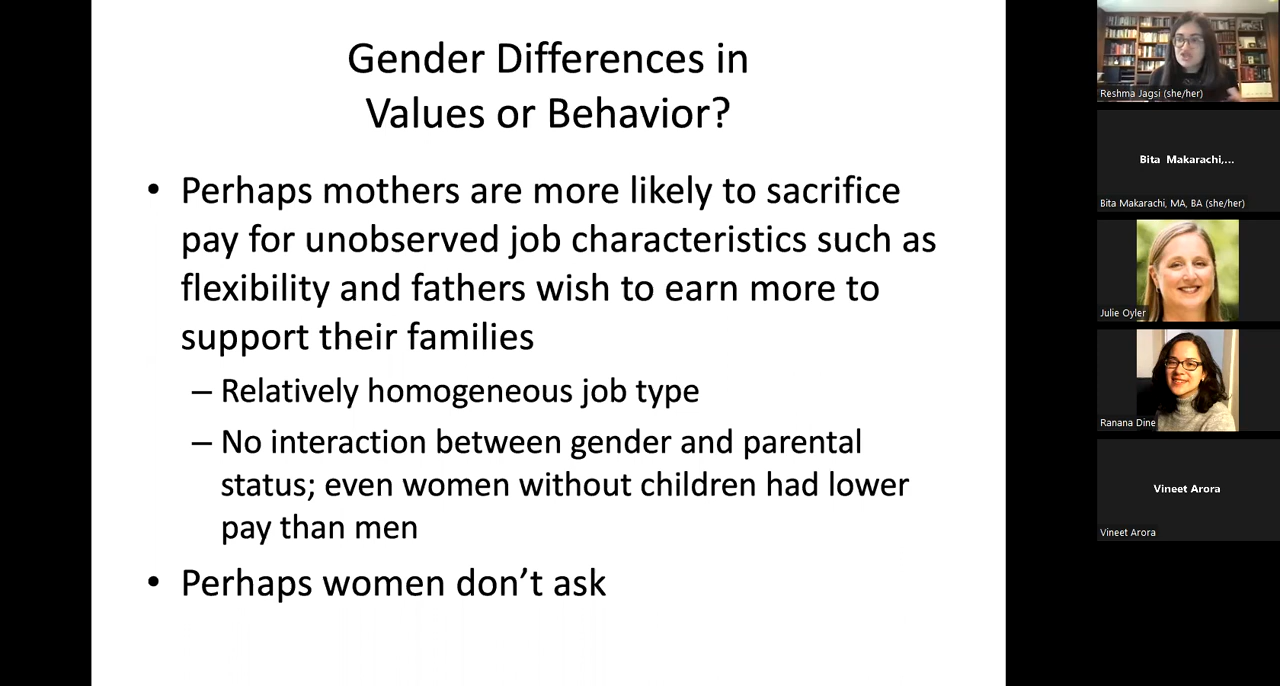 Gender Differences in
Values or Behavior?
• Perhaps mothers are more likely to sacrifice
pay for unobserved job characteristics such as
flexibility and fathers wish to earn more to
support their families
– Relatively homogeneous job type
– No interaction between gender and parental
status; even women without children had lower
pay than men
• Perhaps women don’t ask
Reshma Jagsi (she/her)
Bita Makarachi,...
Bita Makarachi, MA, BA (she/her)
Julie Oyler
Ranana Dine
Vineet Arora
Vineet Arora